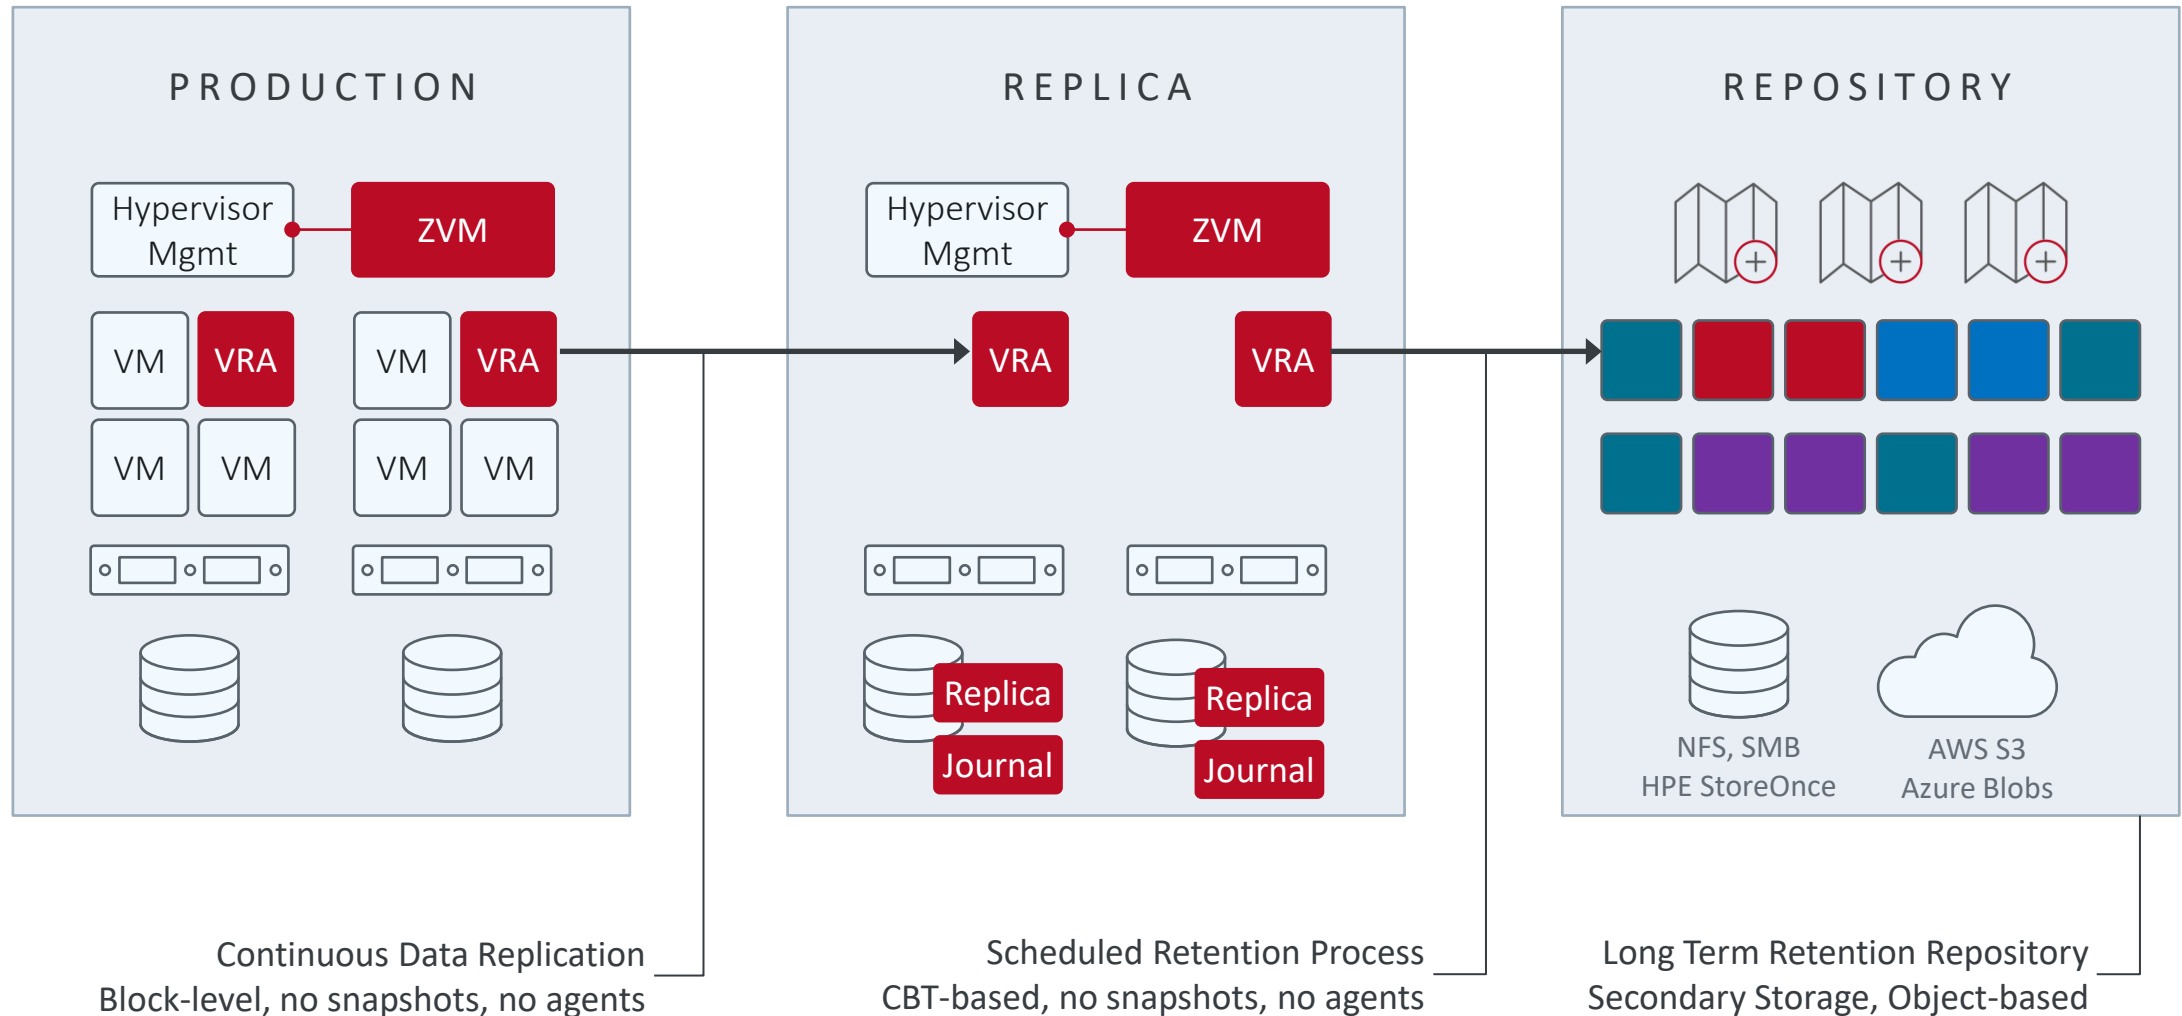 PRODUCTION
Hypervisor
Mgmt
ZVM
VM
VRA
VM
VRA
VM
VM
VM
VM
REPLICA
Hypervisor
Mgmt
ZVM
VRA
VRA
Replica
Journal
Replica
Journal
REPOSITORY
NFS, SMB
HPE StoreOnce
AWS S3
Azure Blobs
Continuous Data Replication
Block-level, no snapshots, no agents
Scheduled Retention Process
CBT-based, no snapshots, no agents
Long Term Retention Repository
Secondary Storage, Object-based